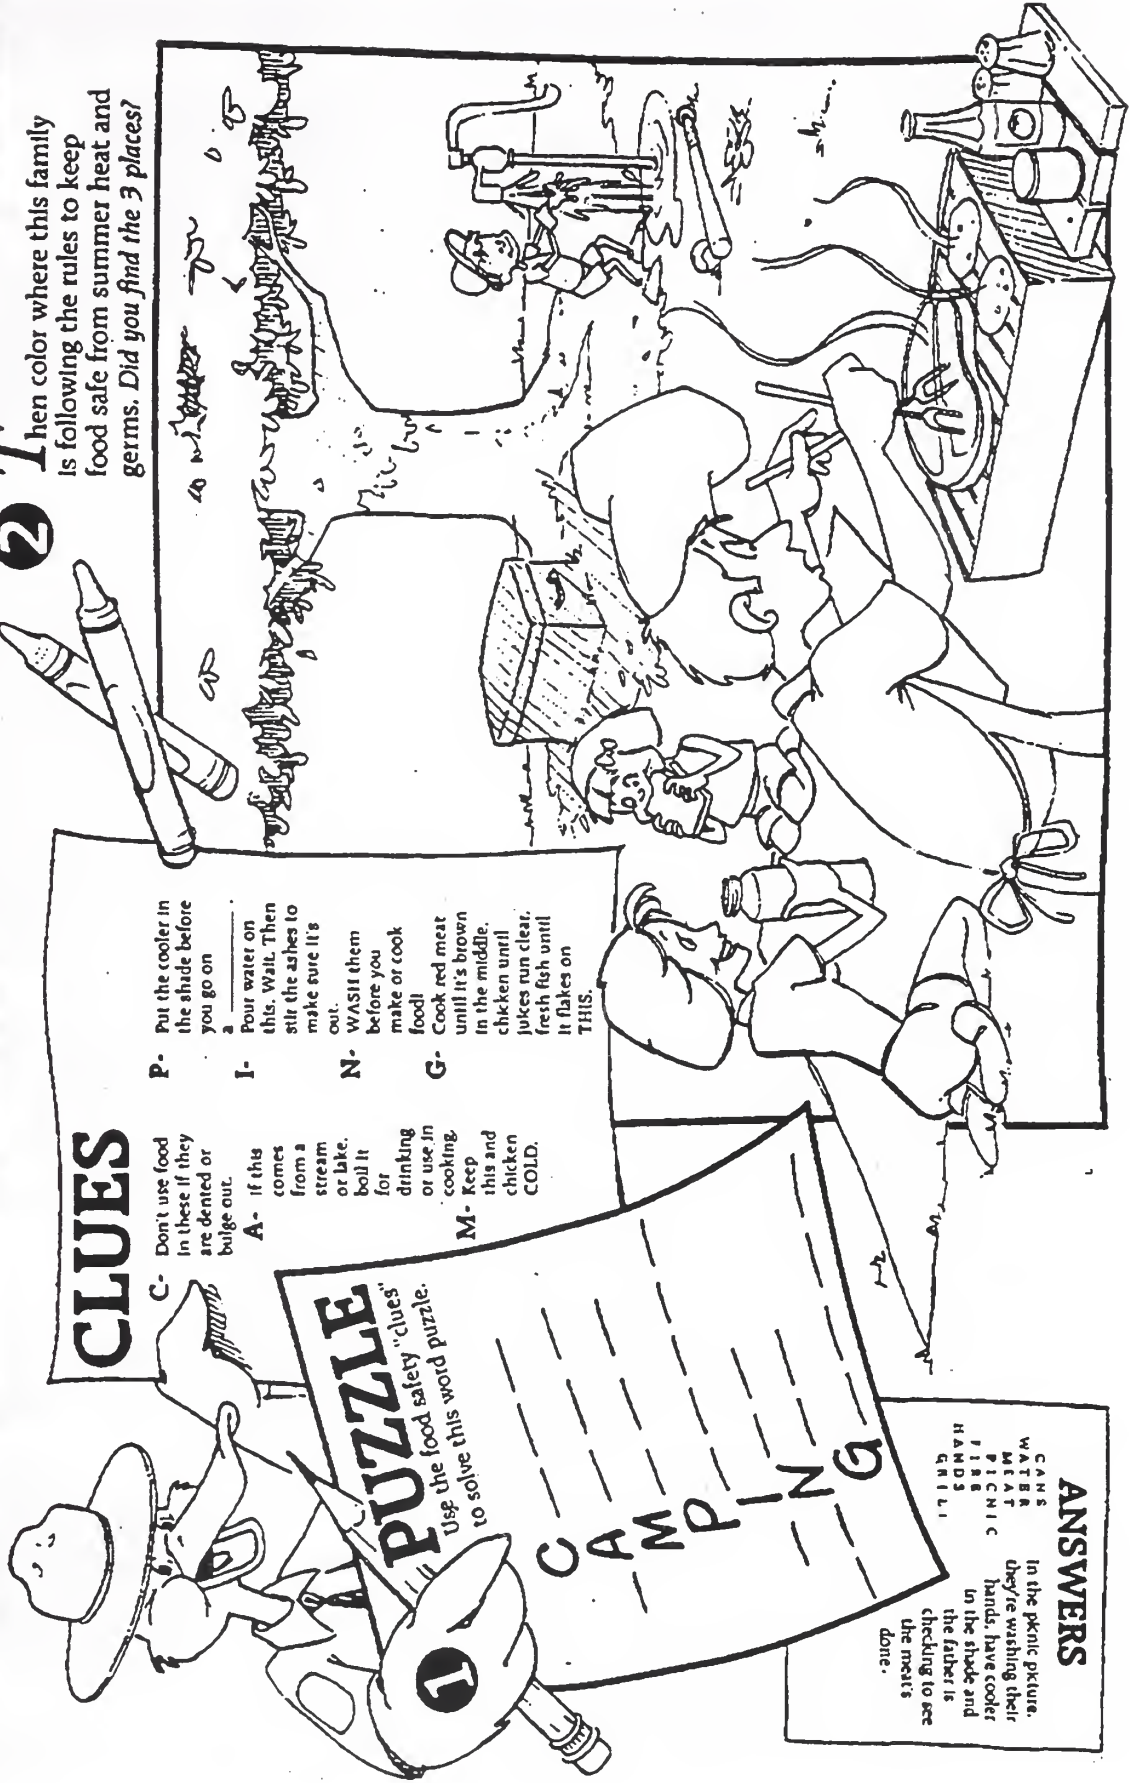 CLUES
C- Don't use food
in these if they
are dented or
bulge out.
A- If this
comes
from a
stream
or lake,
boil it
for
drinking
or use in
cooking.
M- Keep
this and
chicken
COLD.
P- Put the cooler in
the shade before
you go on
a ________.
I- Pour water on
this. Wait. Then
stir the ashes to
make sure it's
out.
N- WASH them
before you
make or cook
food!
G- Cook red meat
until it's brown
in the middle,
chicken until
juices run clear,
fresh fish until
it flakes on
THIS.
1
PUZZLE
Use the food safety "clues"
to solve this word puzzle.
C
A
M
P
I
N
G
2
Then color where this family
is following the rules to keep
food safe from summer heat and
germs. Did you find the 3 places?
ANSWERS
CANS
WATER
MEAT
PICNIC
FIRE
HANDS
GRILL
In the picnic picture,
they're washing their
hands, have cooler
in the shade and
the father is
checking to see
the meat's
done.